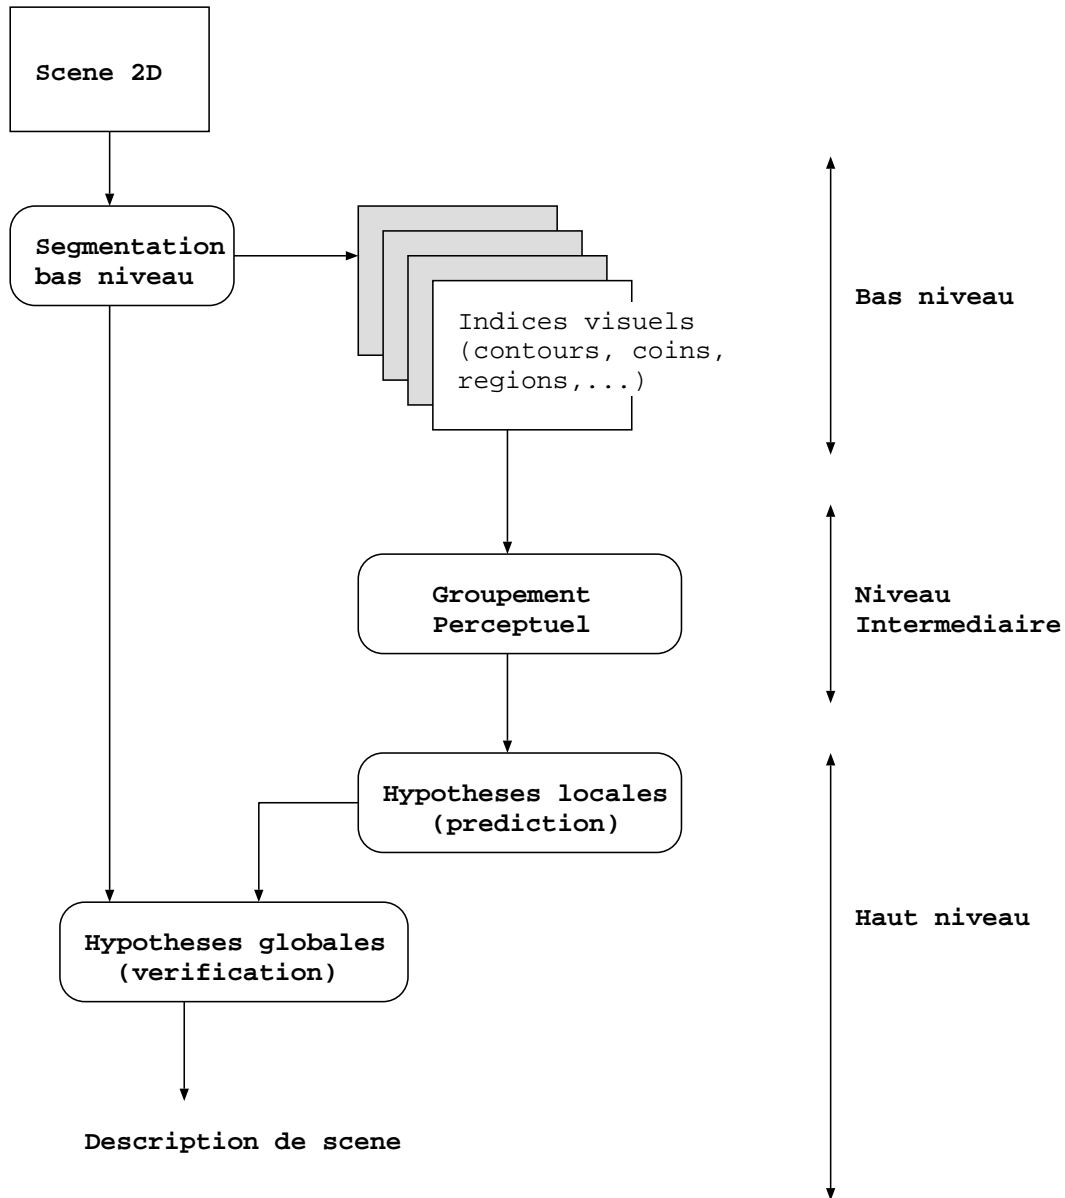 Scene 2D
Segmentation
bas niveau
Indices visuels
(contours, coins,
regions,...)
Bas niveau
Groupement
Perceptuel
Niveau
Intermediaire
Hypotheses locales
(prediction)
Haut niveau
Hypotheses globales
(verification)
Description de scene